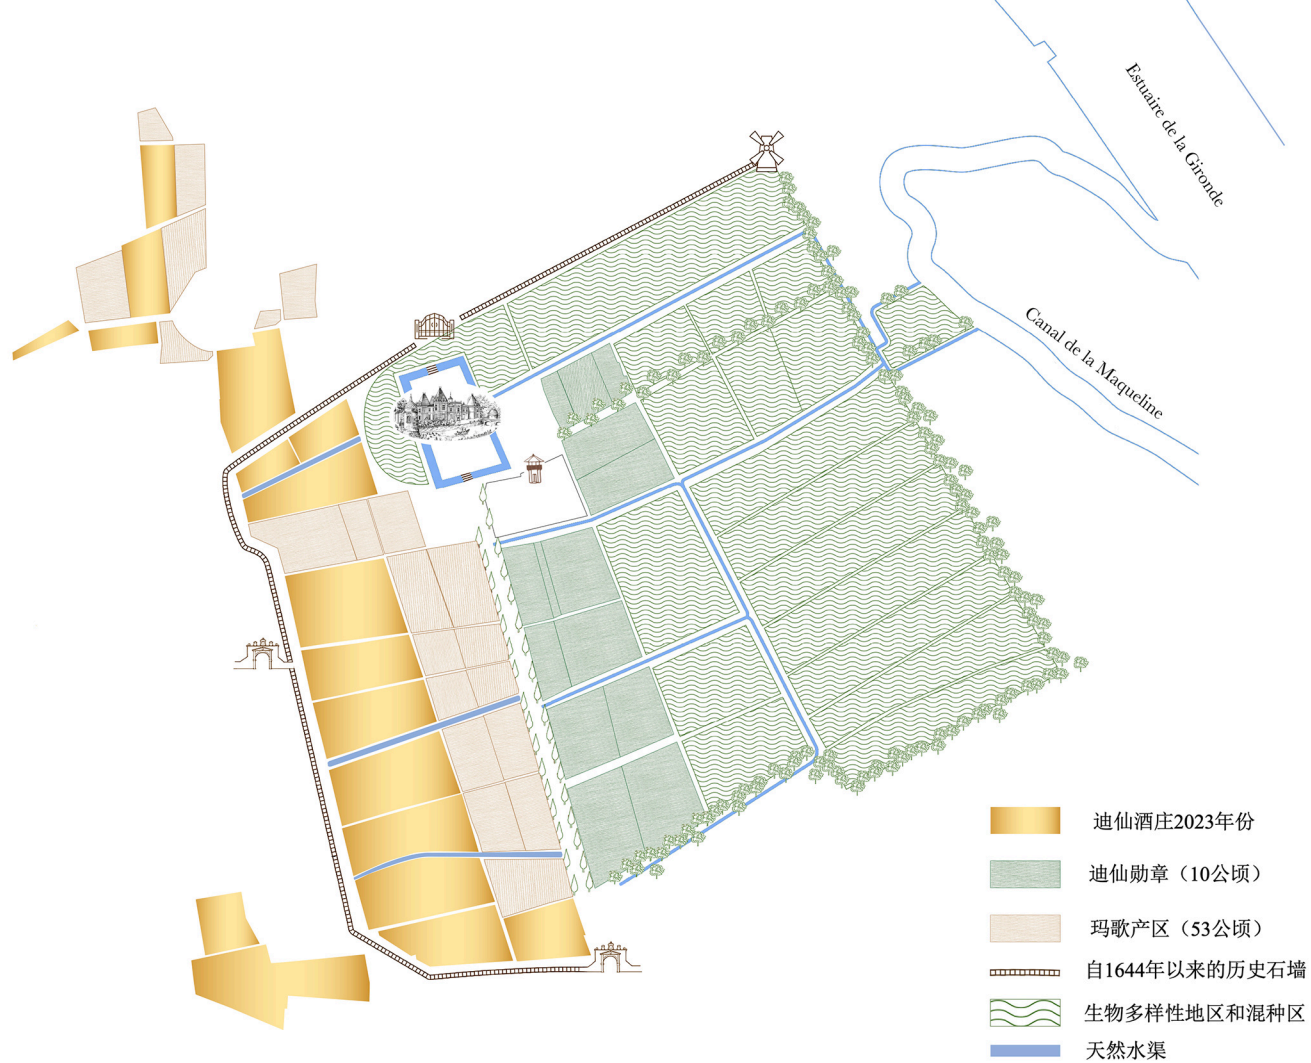 Estuaire de la Gironde
Canal de la Maqueline
迪仙酒庄2023年份
迪仙勋章（10公顷）
玛歌产区（53公顷）
自1644年以来的历史石墙
生物多样性地区和混种区
天然水渠